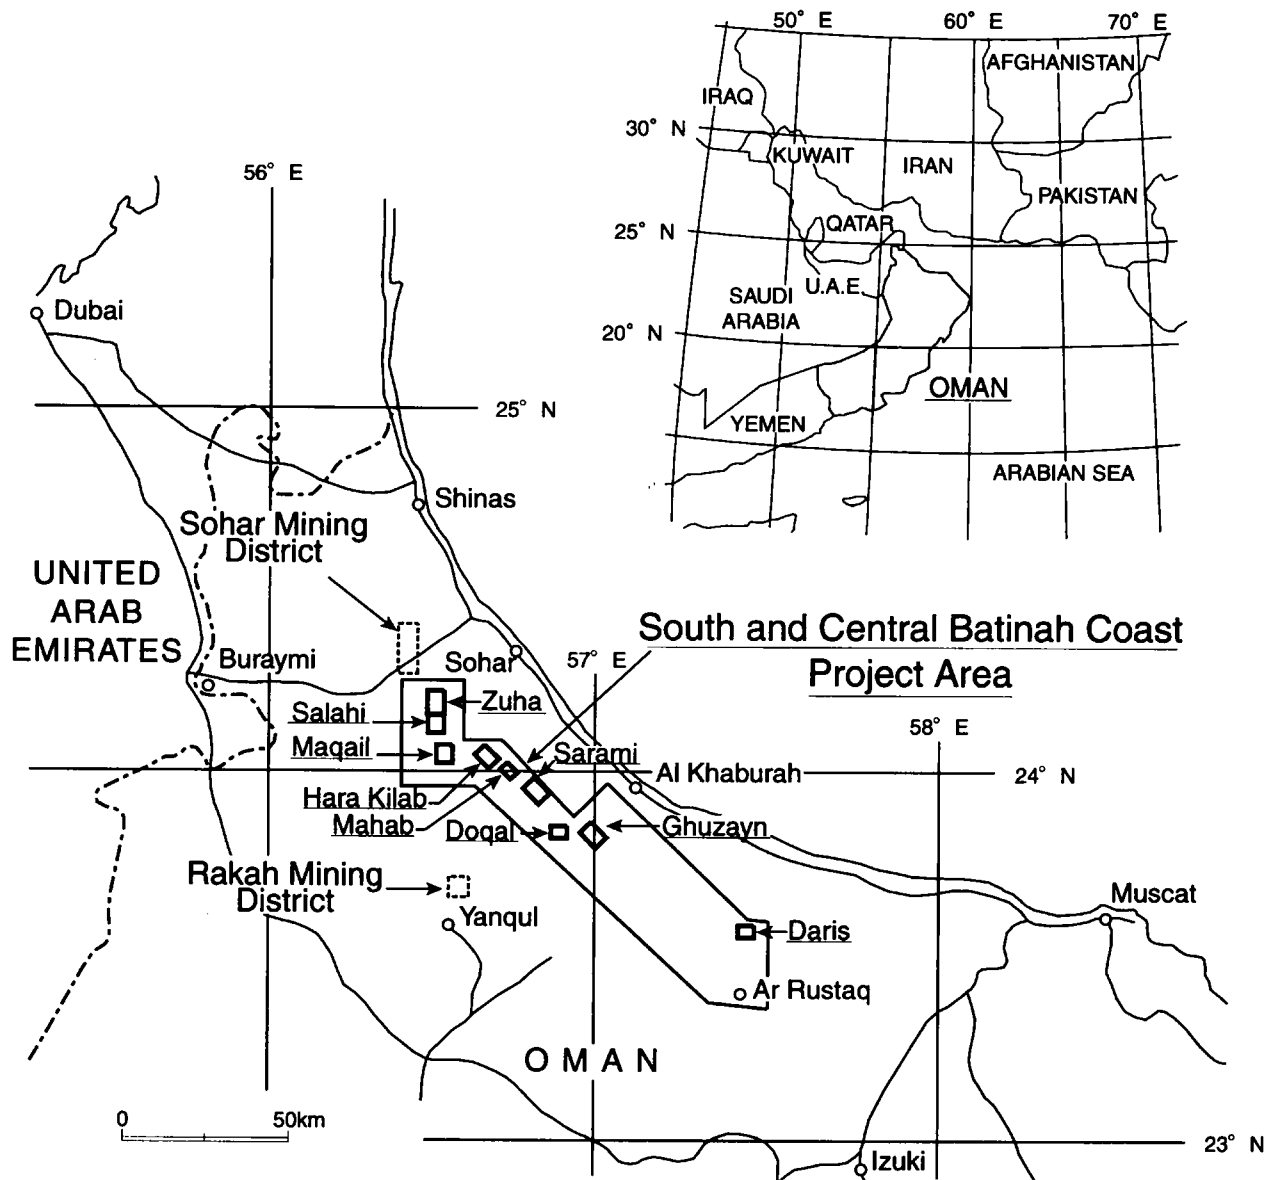 50° E
60° E
70° E
AFGHANISTAN
IRAQ
30° N
KUWAIT
IRAN
PAKISTAN
25° N
QATAR
U.A.E.
SAUDI
ARABIA
20° N
OMAN
YEMEN
ARABIAN SEA
56° E
Dubai
25° N
Shinas
Sohar Mining
District
UNITED
ARAB
EMIRATES
South and Central Batinah Coast
Project Area
Buraymi
Sohar
57° E
Zuha
Salahi
58° E
Maqail
Sarami
Al Khaburah
24° N
Hara Kilab
Mahab
Doqal
Ghuzayn
Rakah Mining
District
Muscat
Yanqul
Daris
Ar Rustaq
OMAN
0 50km
23° N
Izuki